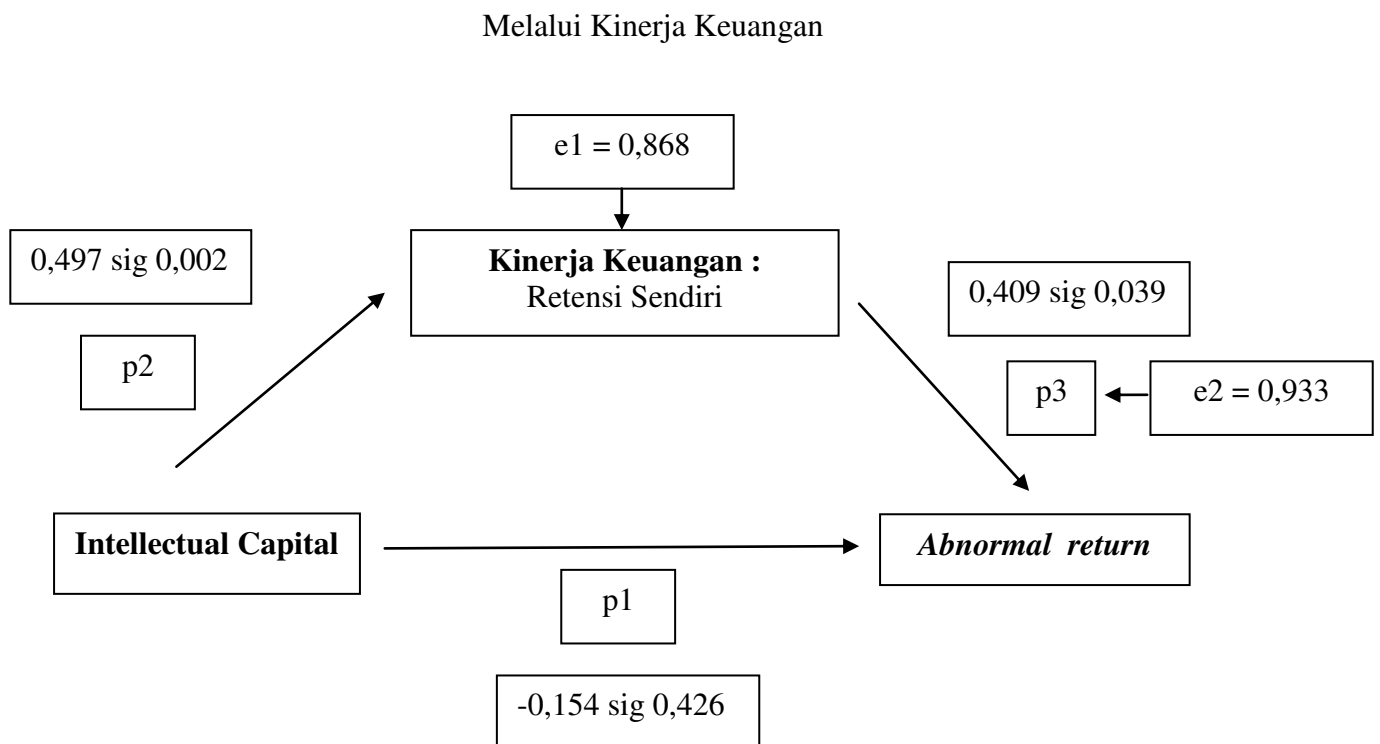 Melalui Kinerja Keuangan
e1 = 0,868
0,497 sig 0,002
Kinerja Keuangan :
Retensi Sendiri
0,409 sig 0,039
p2
p3
e2 = 0,933
Intellectual Capital
Abnormal return
p1
-0,154 sig 0,426